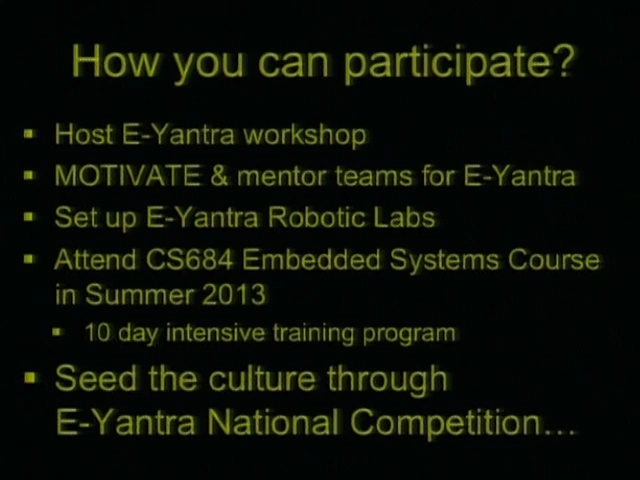 How you can participate?
▪ Host E-Yantra workshop
▪ MOTIVATE & mentor teams for E-Yantra
▪ Set up E-Yantra Robotic Labs
▪ Attend CS684 Embedded Systems Course
in Summer 2013
▪ 10 day intensive training program
▪ Seed the culture through
E-Yantra National Competition…